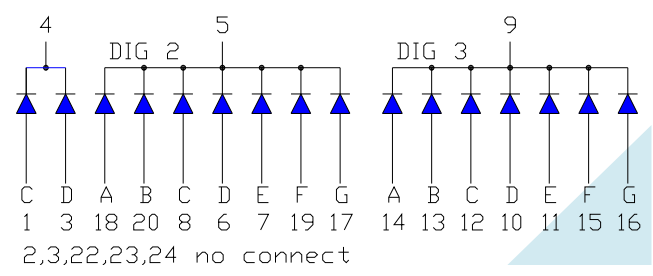 4 5 9
DIG 2 DIG 3
C D A B C D E F G A B C D E F G
1 3 18 20 8 6 7 19 17 14 13 12 10 11 15 16
2,3,22,23,24 no connect